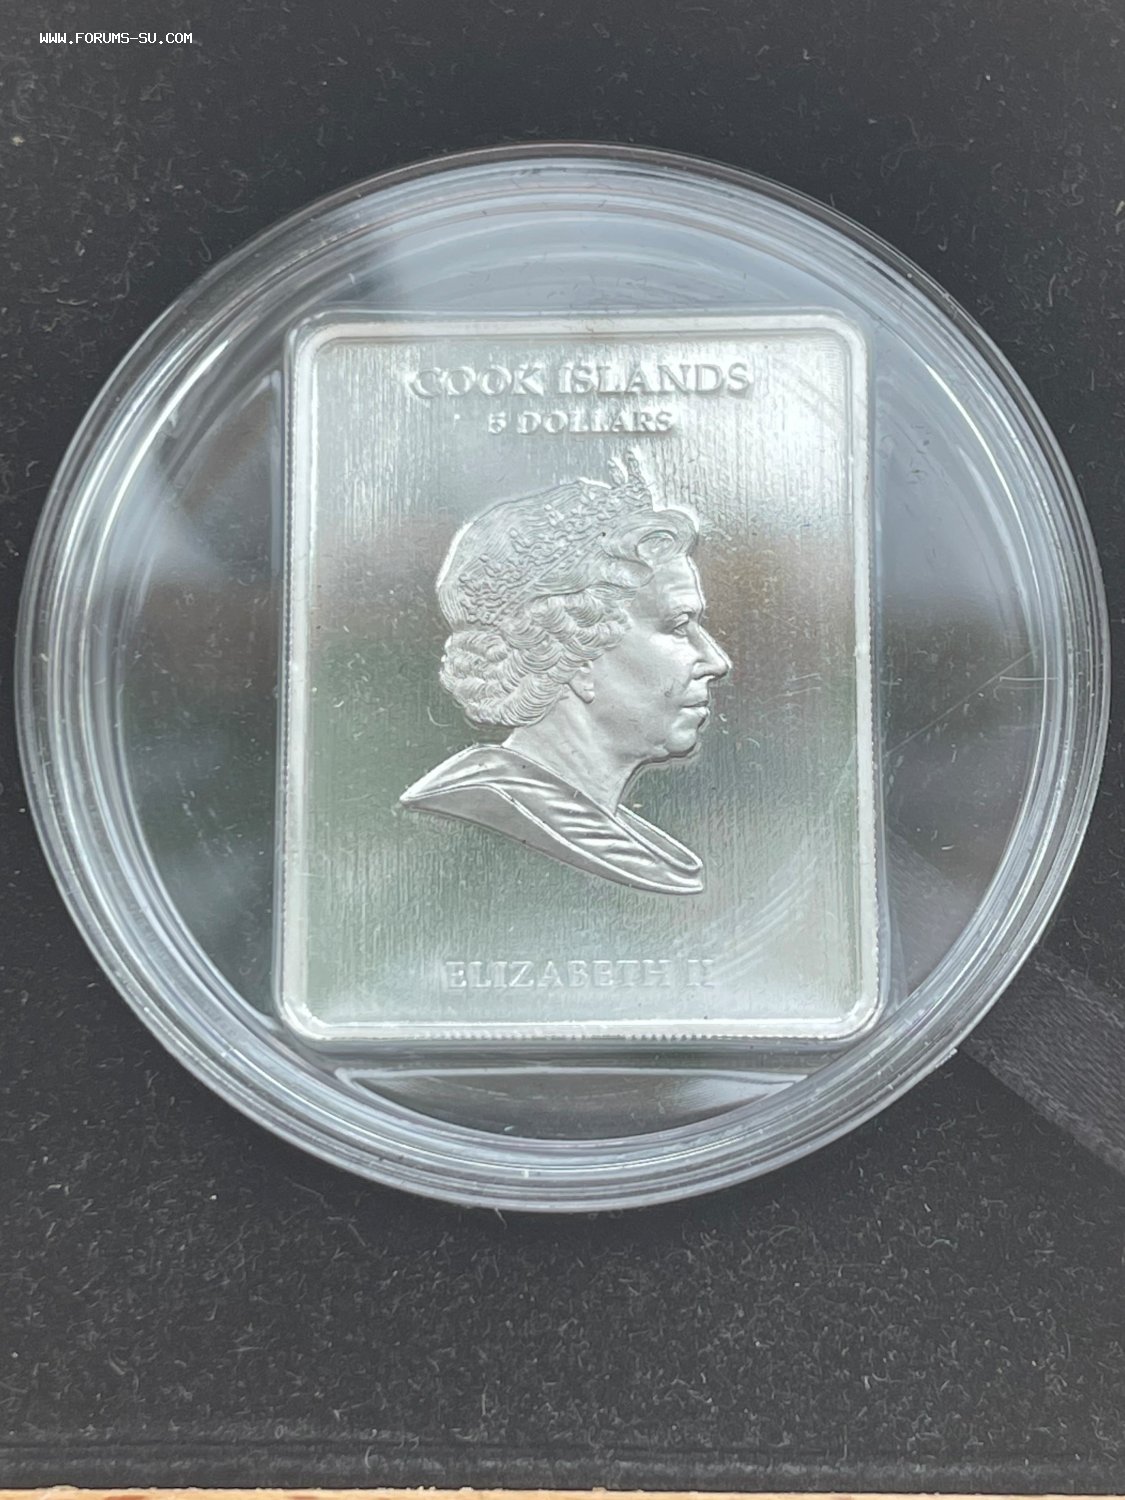 WWW.FORUMS-SU.COM
COOK ISLANDS
5 DOLLARS
ELIZABETH II